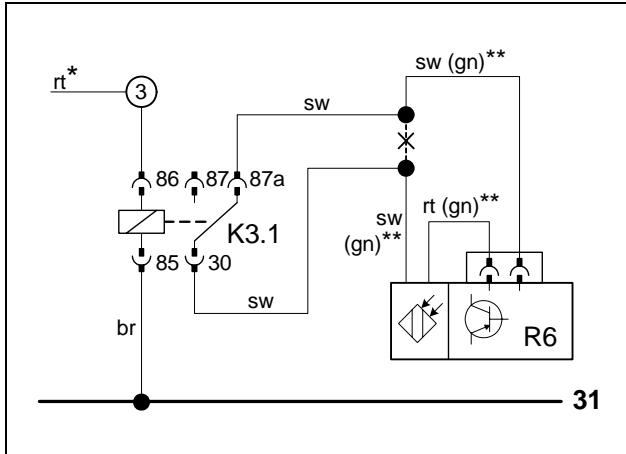 sw (gn)**
rt*
3
sw
86
87
87a
rt (gn)**
sw
(gn)**
K3.1
85
30
sw
R6
br
31